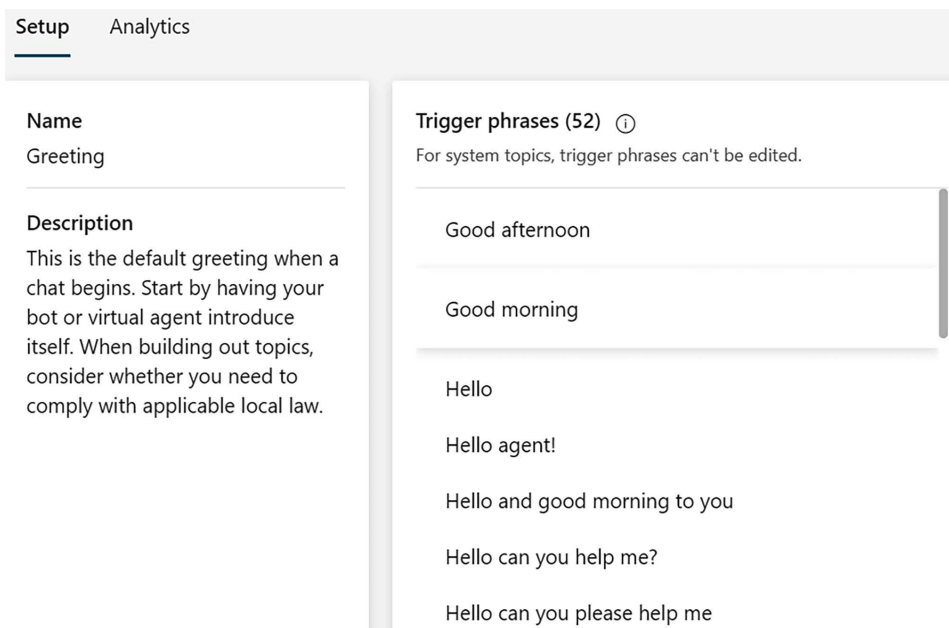 Setup Analytics
Name
Greeting
Description
This is the default greeting when a
chat begins. Start by having your
bot or virtual agent introduce
itself. When building out topics,
consider whether you need to
comply with applicable local law.
Trigger phrases (52)
For system topics, trigger phrases can't be edited.
Good afternoon
Good morning
Hello
Hello agent!
Hello and good morning to you
Hello can you help me?
Hello can you please help me